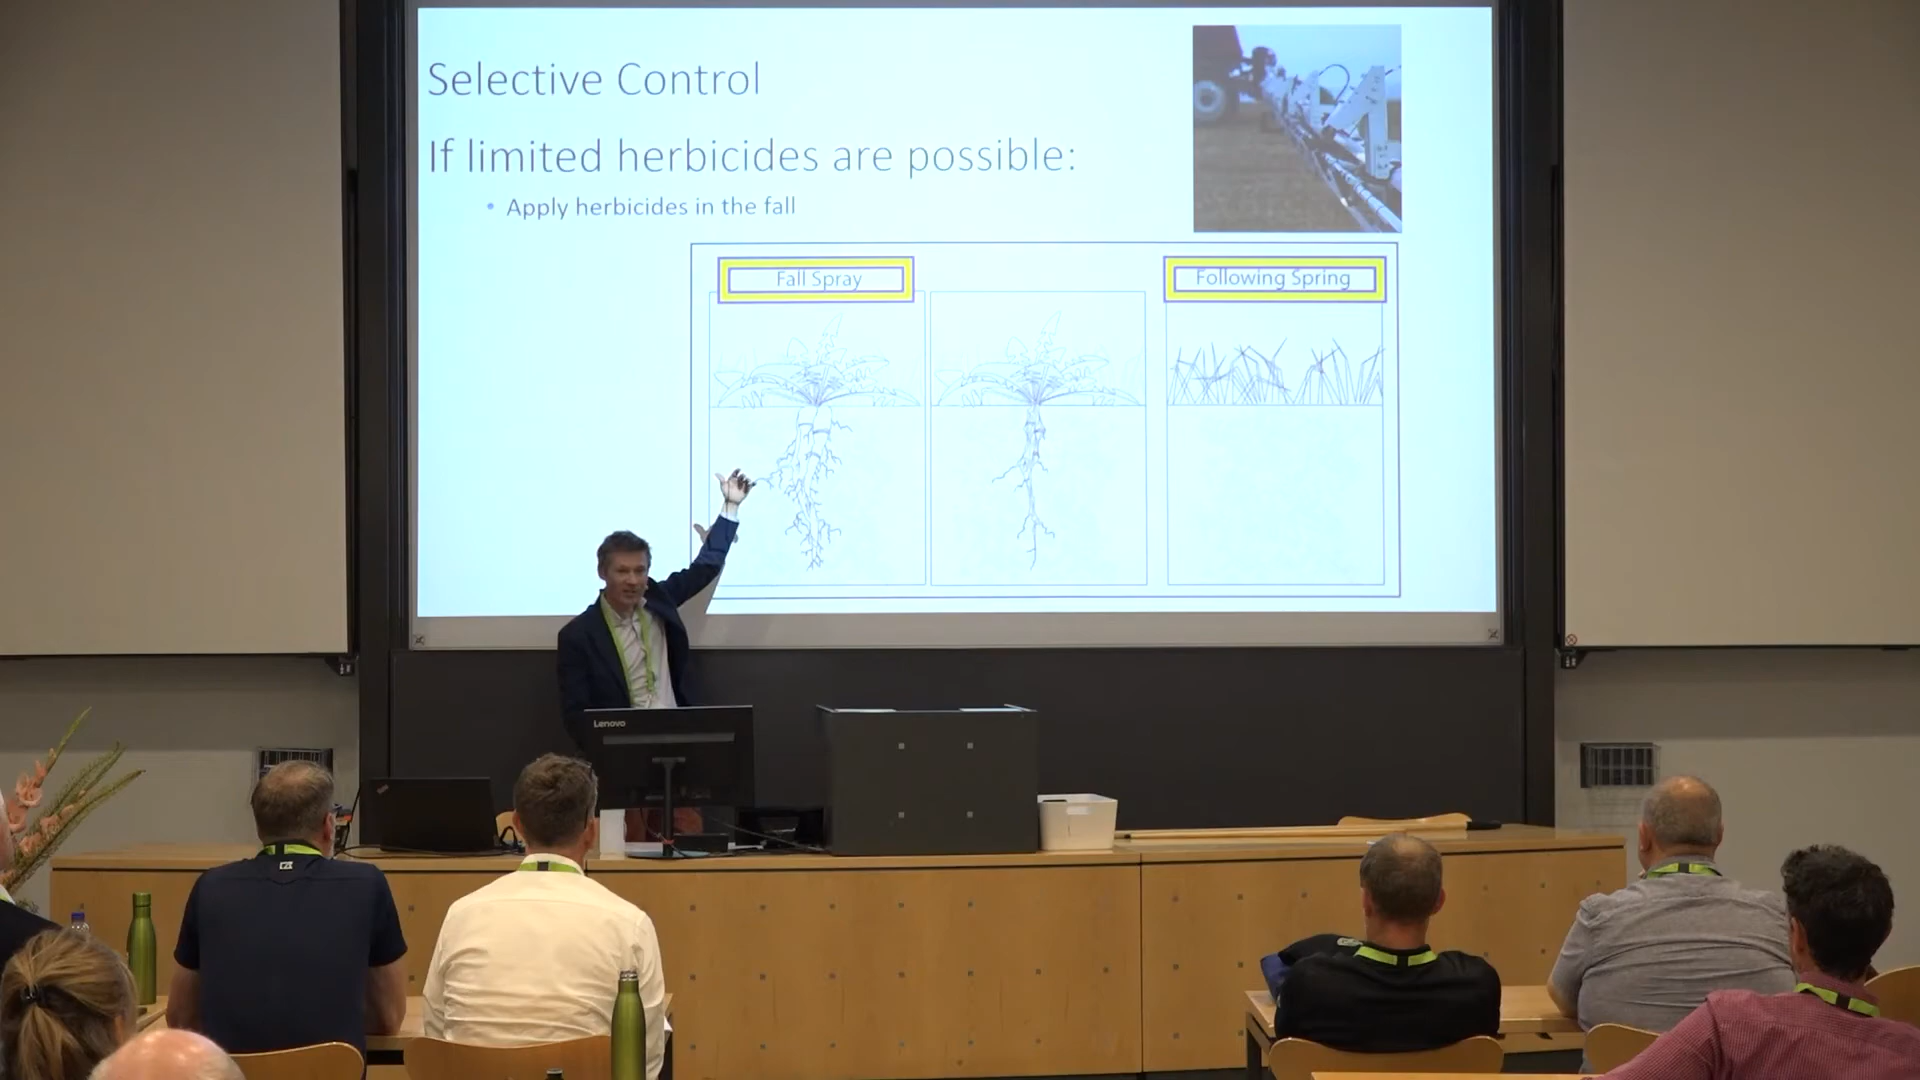 Selective Control
If limited herbicides are possible:
• Apply herbicides in the fall
Fall Spray
Following Spring
Lenovo